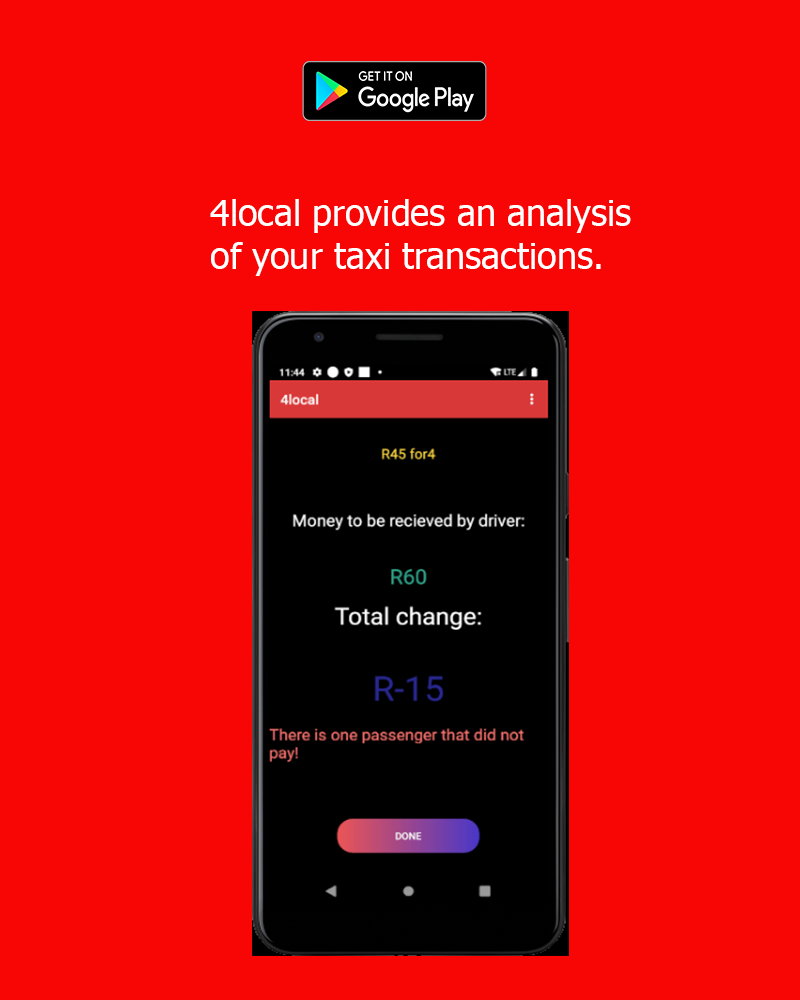 GET IT ON
Google Play
4local provides an analysis
of your taxi transactions.
11:44
LTE
4local
R45 for4
Money to be recieved by driver:
R60
Total change:
R-15
There is one passenger that did not
pay!
DONE